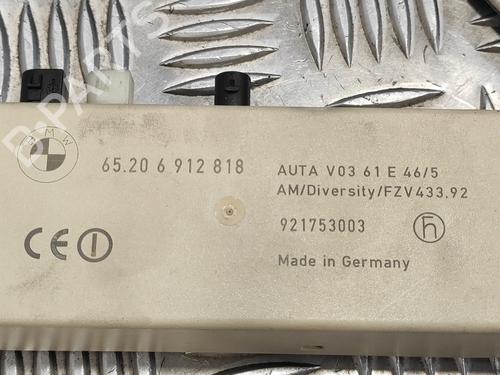 BMW
65.20 6 912 818
AUTA V03 61 E 46/5
AM/Diversity/FZV433.92
921753003 h
CE
Made in Germany
B-PARTS